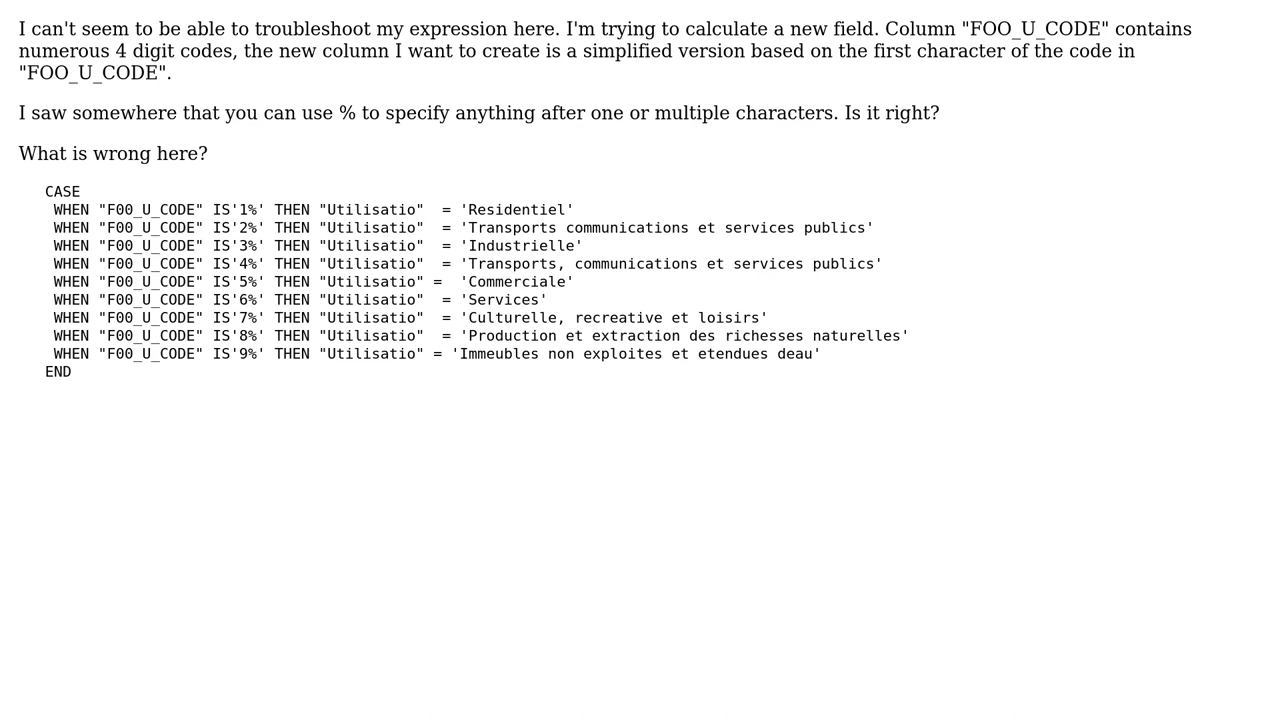 I can't seem to be able to troubleshoot my expression here. I'm trying to calculate a new field. Column "FOO_U_CODE" contains
numerous 4 digit codes, the new column I want to create is a simplified version based on the first character of the code in
"FOO_U_CODE".
I saw somewhere that you can use % to specify anything after one or multiple characters. Is it right?
What is wrong here?
CASE
 WHEN "F00_U_CODE" IS'1%' THEN "Utilisatio"  = 'Residentiel'
 WHEN "F00_U_CODE" IS'2%' THEN "Utilisatio"  = 'Transports communications et services publics'
 WHEN "F00_U_CODE" IS'3%' THEN "Utilisatio"  = 'Industrielle'
 WHEN "F00_U_CODE" IS'4%' THEN "Utilisatio"  = 'Transports, communications et services publics'
 WHEN "F00_U_CODE" IS'5%' THEN "Utilisatio" =  'Commerciale'
 WHEN "F00_U_CODE" IS'6%' THEN "Utilisatio"  = 'Services'
 WHEN "F00_U_CODE" IS'7%' THEN "Utilisatio"  = 'Culturelle, recreative et loisirs'
 WHEN "F00_U_CODE" IS'8%' THEN "Utilisatio"  = 'Production et extraction des richesses naturelles'
 WHEN "F00_U_CODE" IS'9%' THEN "Utilisatio" = 'Immeubles non exploites et etendues deau'
END